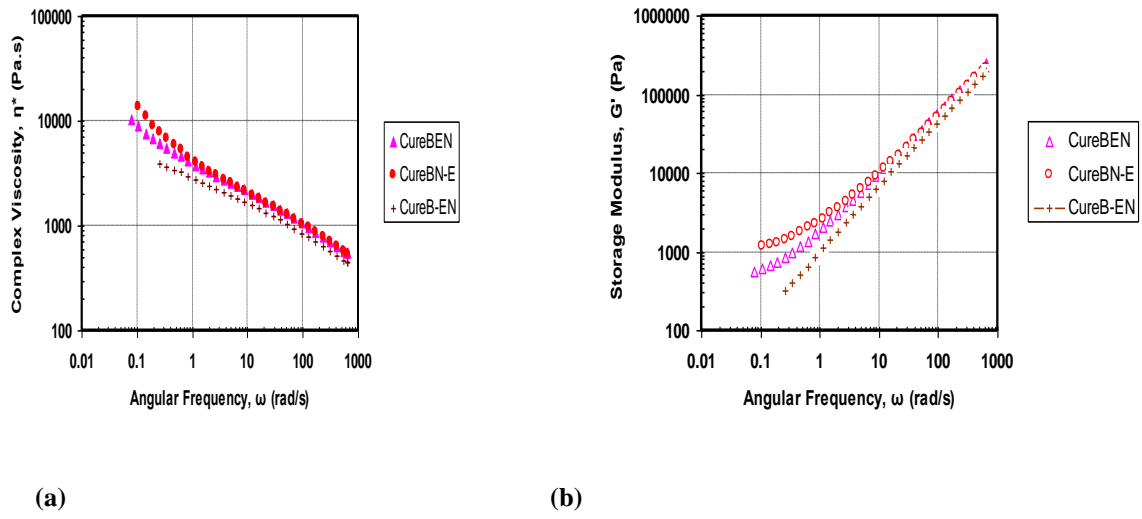 100000
10000
1000
100
Complex Viscosity, η* (Pa.s)
0.01 0.1 1 10 100 1000
Angular Frequency, ω (rad/s)
CureBEN
CureBN-E
CureB-EN
(a)
1000000
100000
10000
1000
100
Storage Modulus, G' (Pa)
0.01 0.1 1 10 100 1000
Angular Frequency, ω (rad/s)
CureBEN
CureBN-E
CureB-EN
(b)